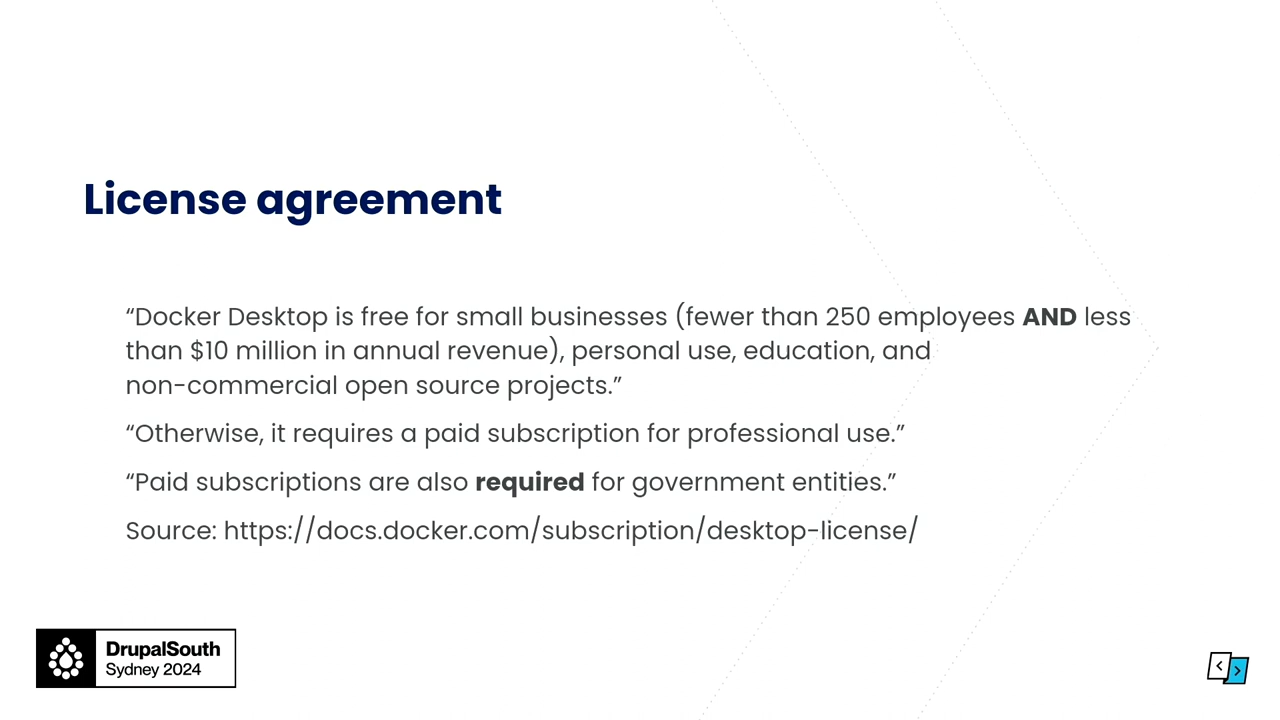 License agreement
“Docker Desktop is free for small businesses (fewer than 250 employees AND less
than $10 million in annual revenue), personal use, education, and
non-commercial open source projects.”
“Otherwise, it requires a paid subscription for professional use.”
“Paid subscriptions are also required for government entities.”
Source: https://docs.docker.com/subscription/desktop-license/
DrupalSouth
Sydney 2024